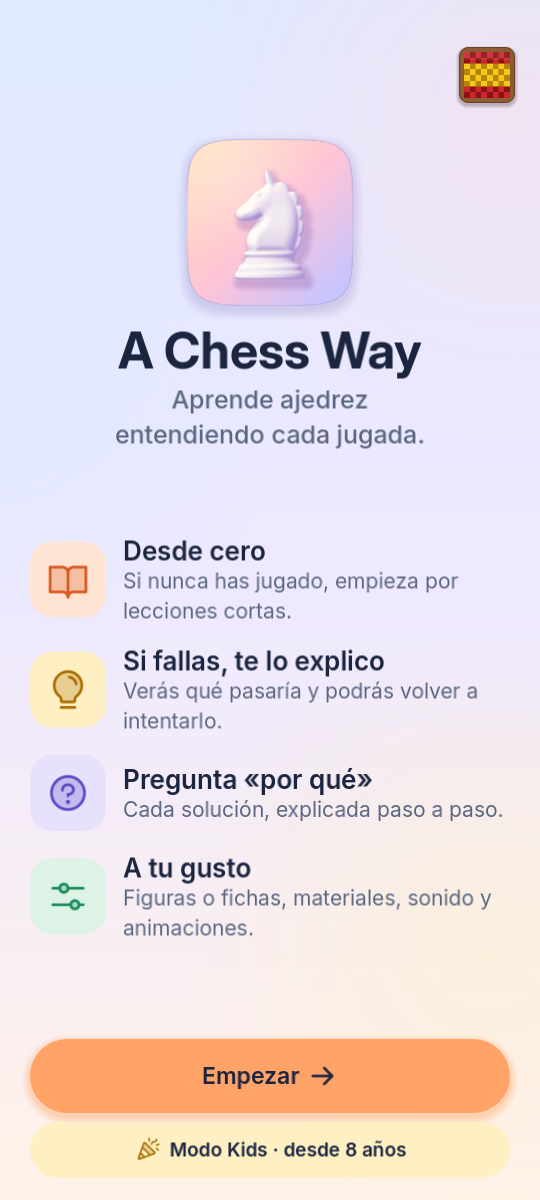 A Chess Way
Aprende ajedrez
entendiendo cada jugada.
Desde cero
Si nunca has jugado, empieza por
lecciones cortas.
Si fallas, te lo explico
Verás qué pasaría y podrás volver a
intentarlo.
Pregunta «por qué»
Cada solución, explicada paso a paso.
A tu gusto
Figuras o fichas, materiales, sonido y
animaciones.
Empezar →
Modo Kids · desde 8 años